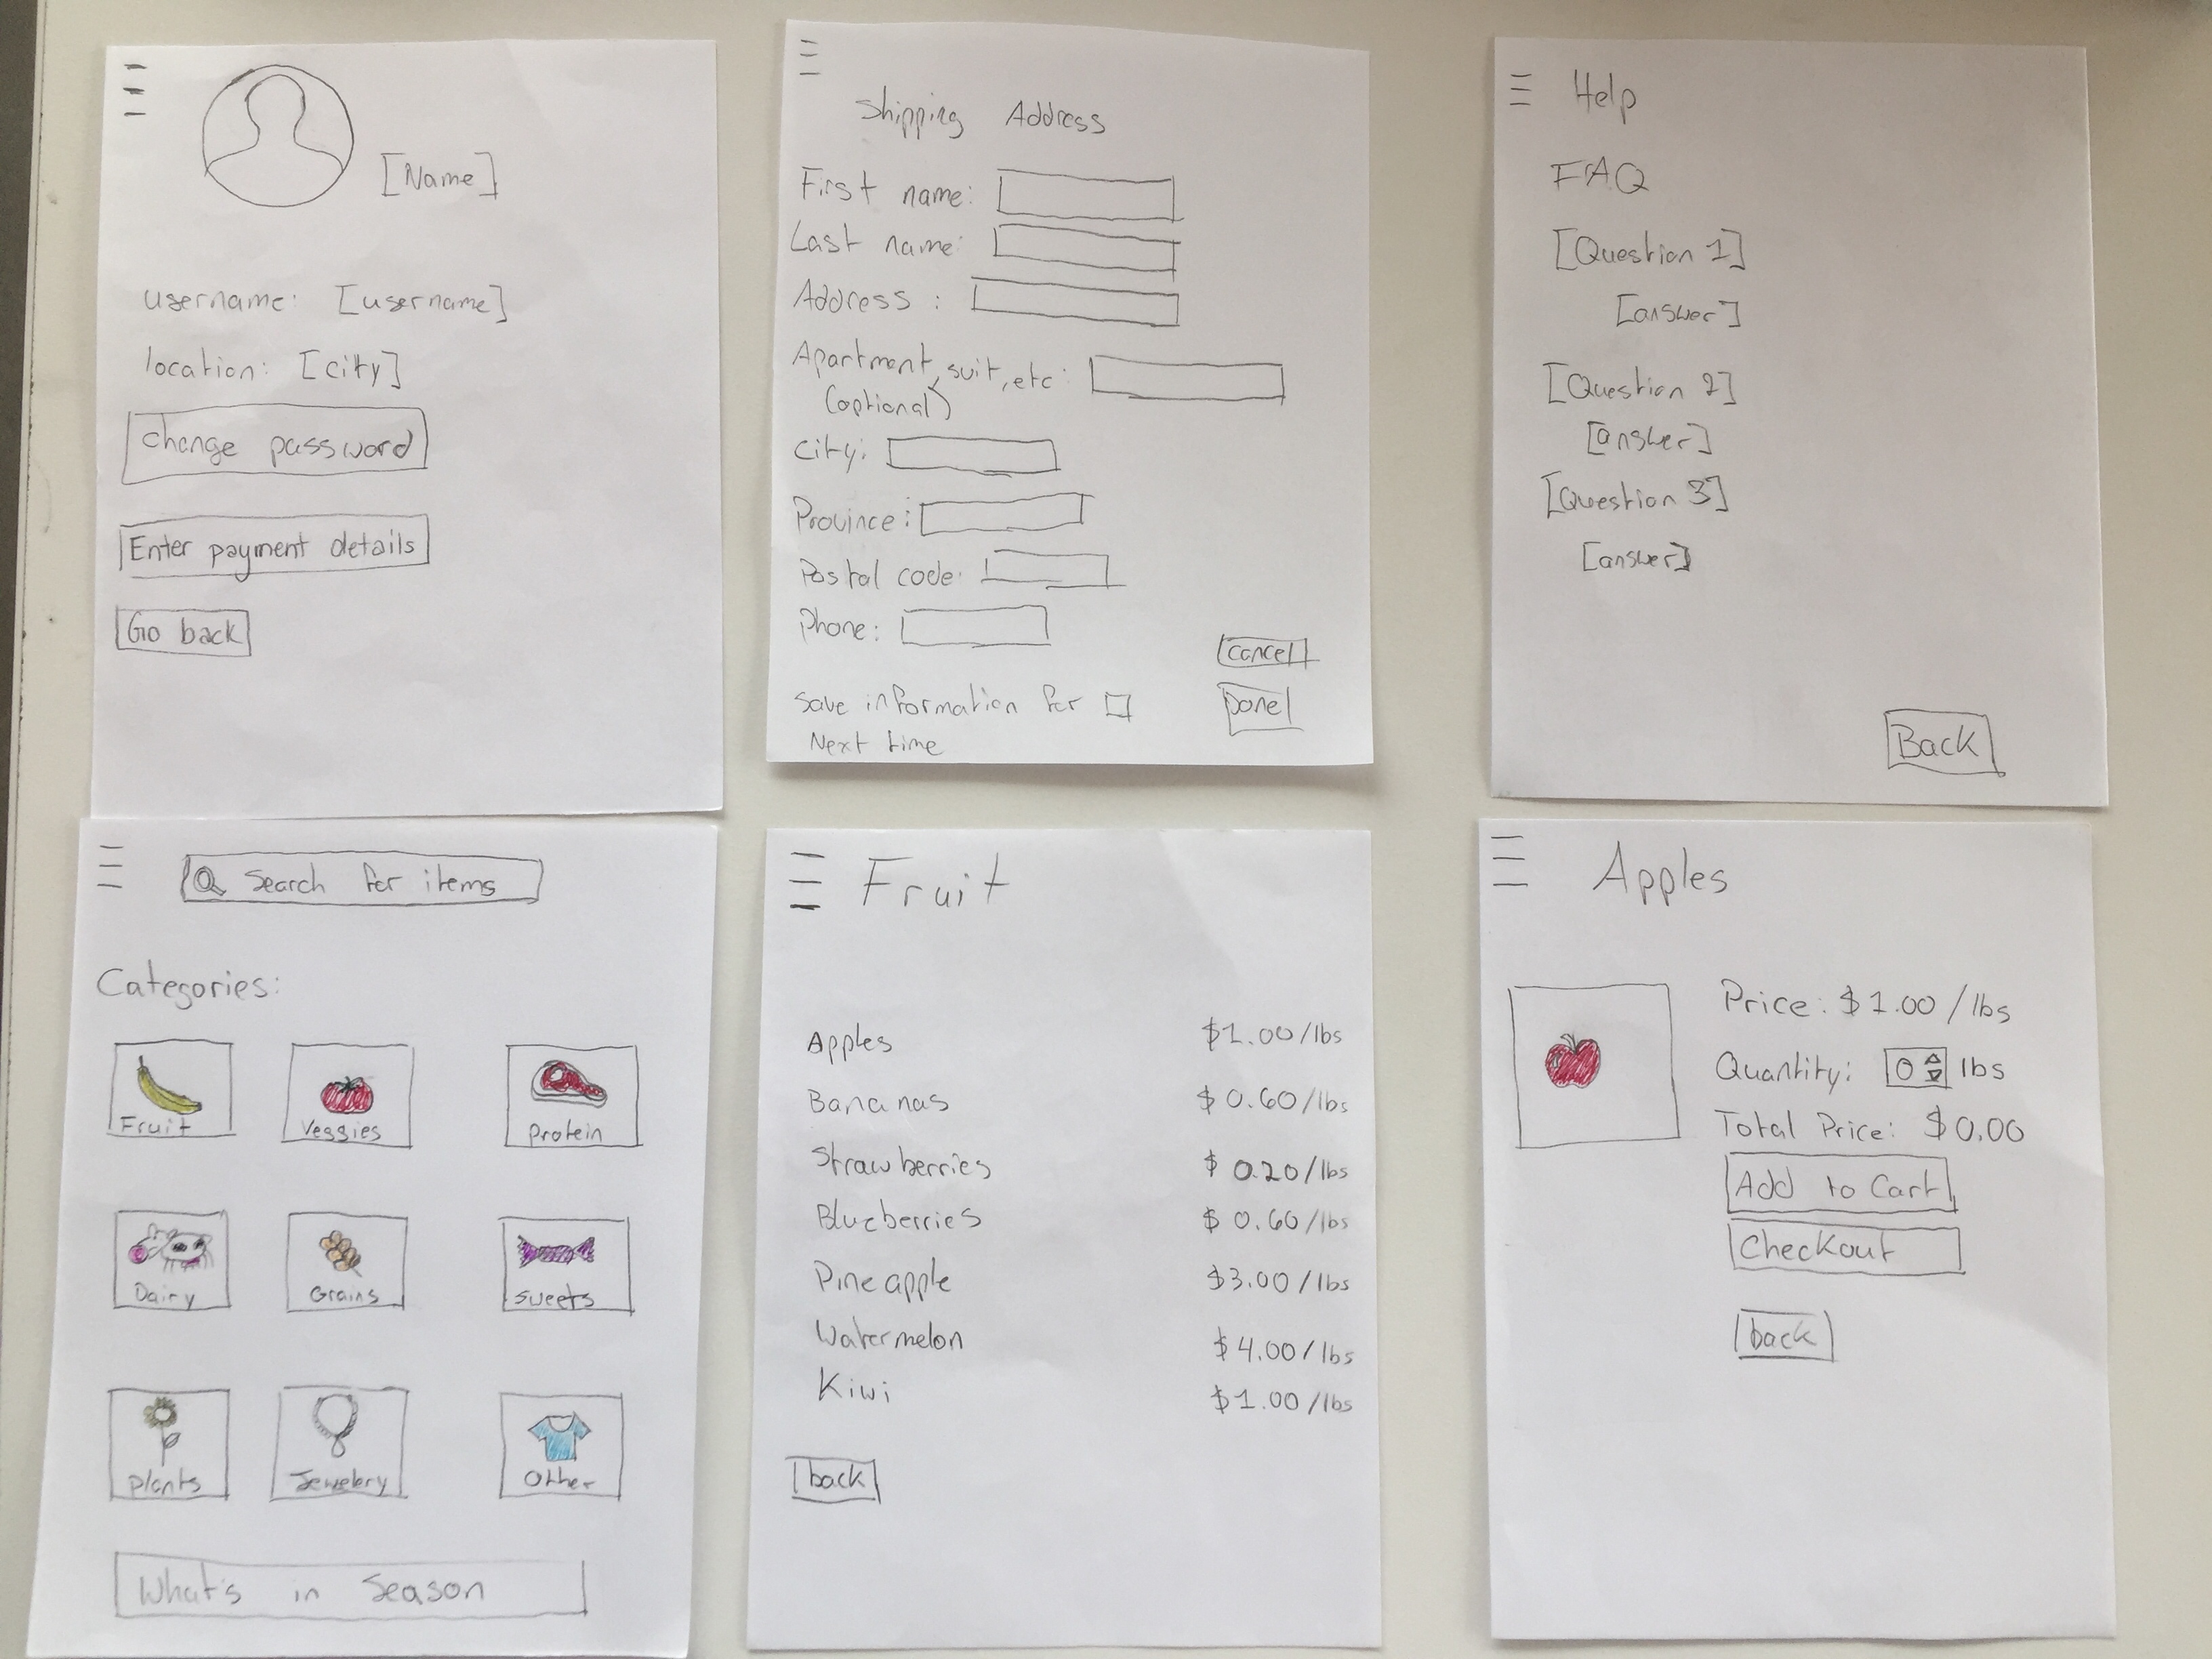 [Name]
username: [username]
location: [city]
change password
Enter payment details
Go back
Shipping Address
First name:
Last name:
Address :
Apartment, suit, etc:
(optional)
City:
Province:
Postal code:
Phone:
cancel
Done
save information for
Next time
Help
FAQ
[Question 1]
[answer]
[Question 2]
[answer]
[Question 3]
[answer]
Back
Search for items
Categories:
Fruit Veggies Protein
Dairy Grains sweets
plants Jewelery Other
What's in Season
Fruit
Apples $1.00/lbs
Bananas $0.60/lbs
Strawberries $0.20/lbs
Blueberries $0.60/lbs
Pineapple $3.00/lbs
Watermelon $4.00/lbs
Kiwi $1.00/lbs
back
Apples
Price: $1.00/lbs
Quantity: 0 lbs
Total Price: $0.00
Add to Cart
Checkout
back